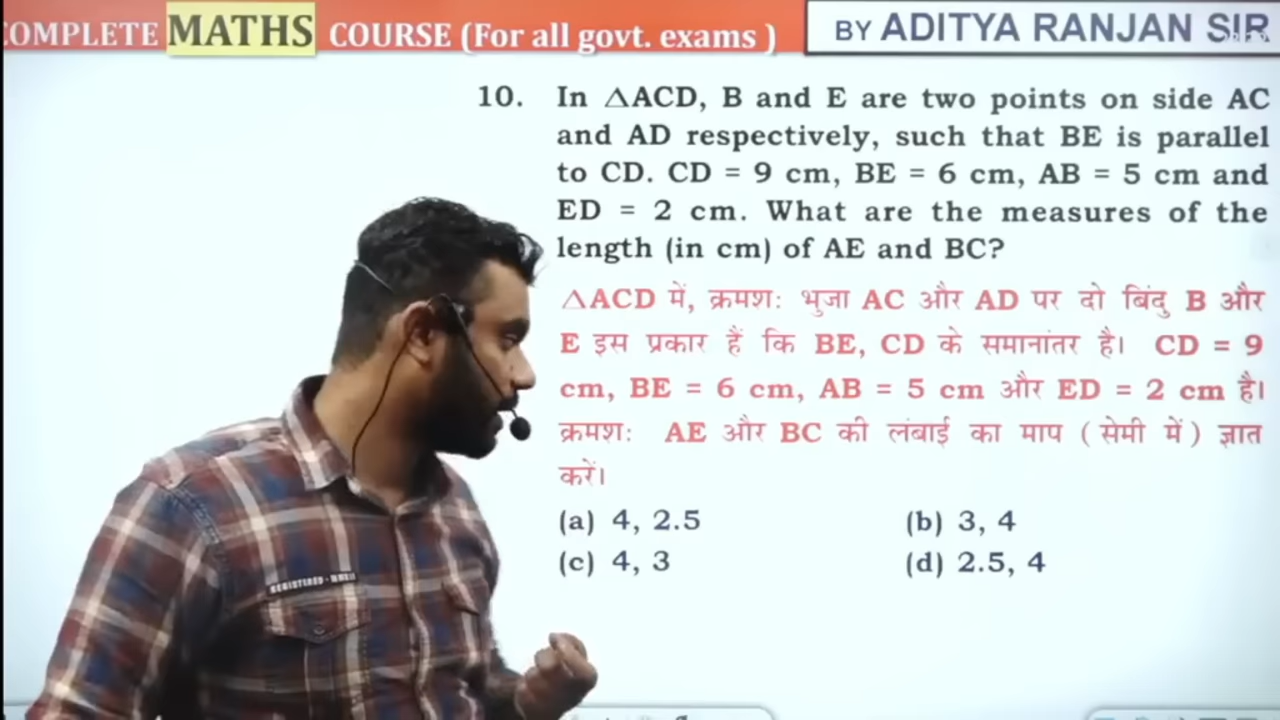 OMPLETE MATHS COURSE (For all govt. exams )
BY ADITYA RANJAN SIR
10. In △ACD, B and E are two points on side AC
and AD respectively, such that BE is parallel
to CD. CD = 9 cm, BE = 6 cm, AB = 5 cm and
ED = 2 cm. What are the measures of the
length (in cm) of AE and BC?
△ACD में, क्रमश: भुजा AC और AD पर दो बिंदु B और
E इस प्रकार हैं कि BE, CD के समानांतर है। CD = 9
cm, BE = 6 cm, AB = 5 cm और ED = 2 cm है।
क्रमश: AE और BC की लंबाई का माप (सेमी में) ज्ञात
करें।
(a) 4, 2.5 (b) 3, 4
(c) 4, 3 (d) 2.5, 4